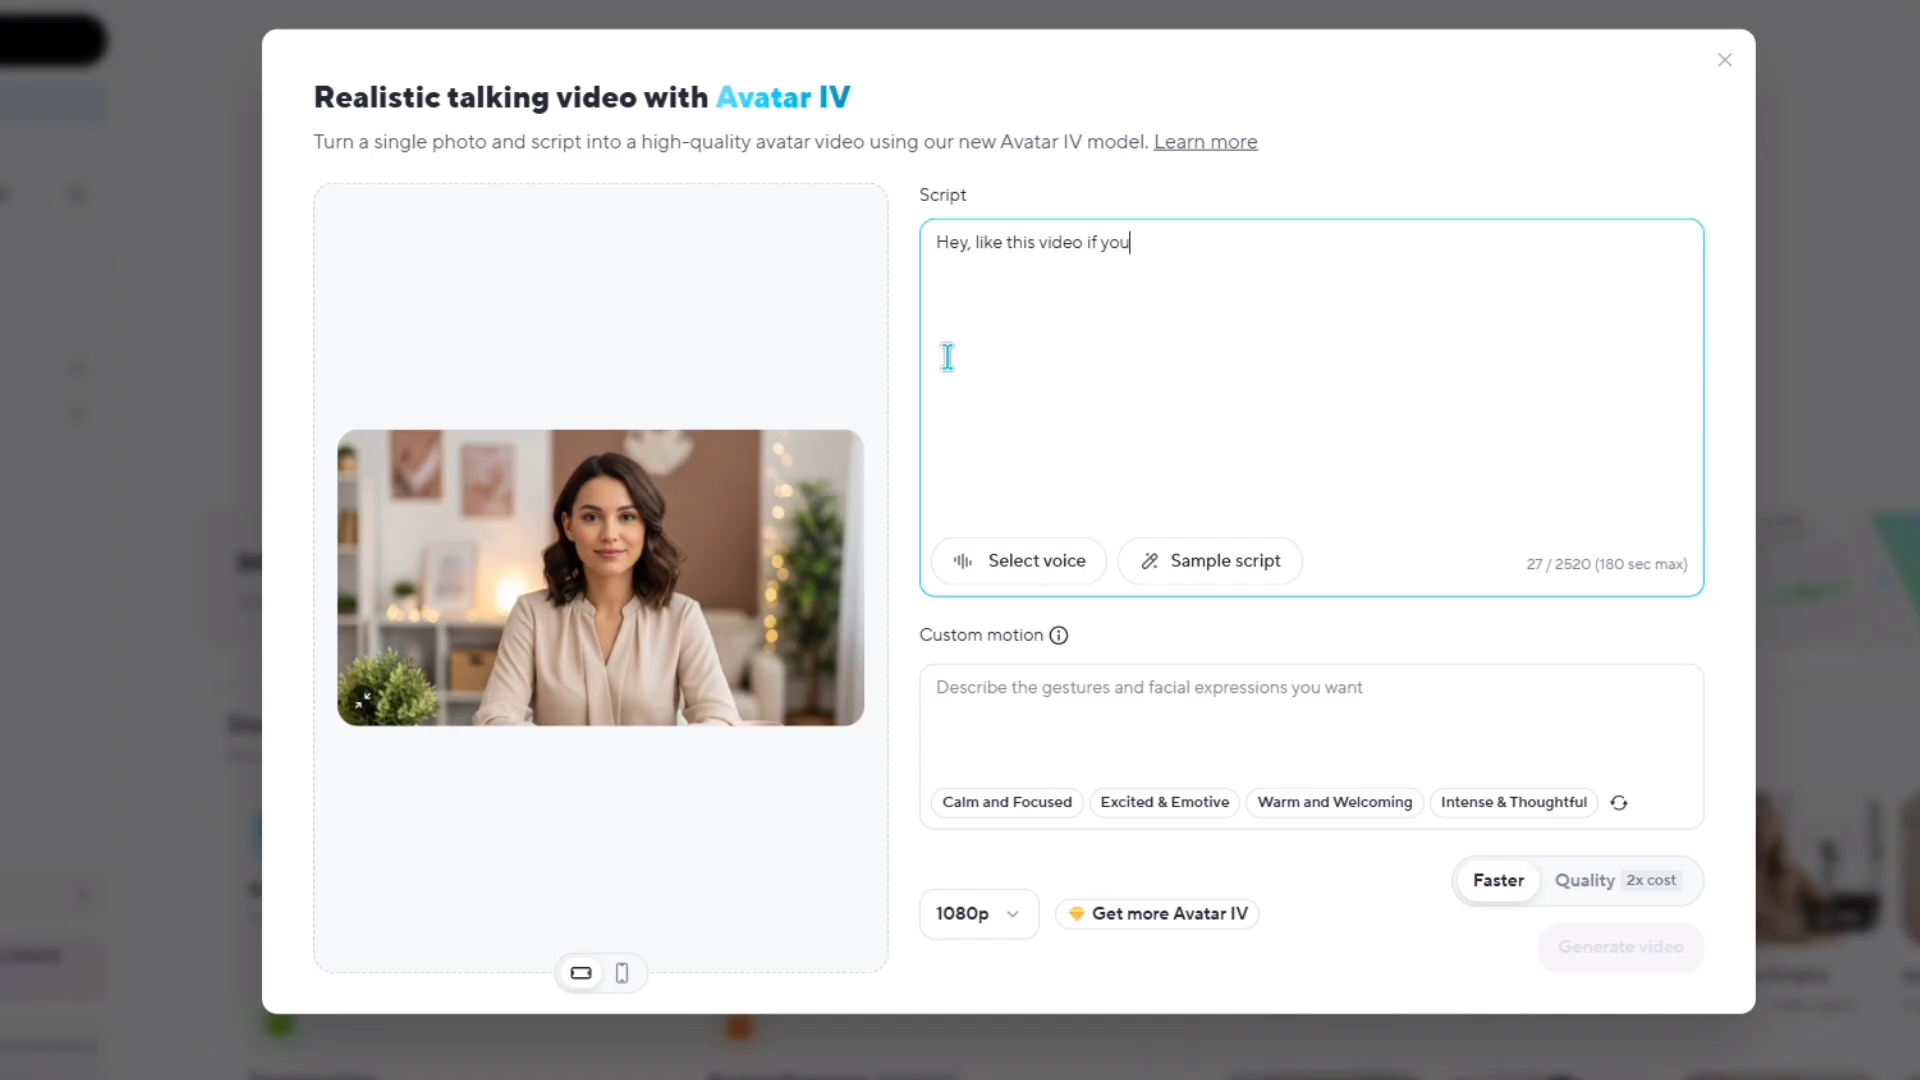 Realistic talking video with Avatar IV
Turn a single photo and script into a high-quality avatar video using our new Avatar IV model. Learn more
Script
Hey, like this video if you
Select voice
Sample script
27 / 2520 (180 sec max)
Custom motion
Describe the gestures and facial expressions you want
Calm and Focused
Excited & Emotive
Warm and Welcoming
Intense & Thoughtful
Faster
Quality 2x cost
1080p
Get more Avatar IV
Generate video